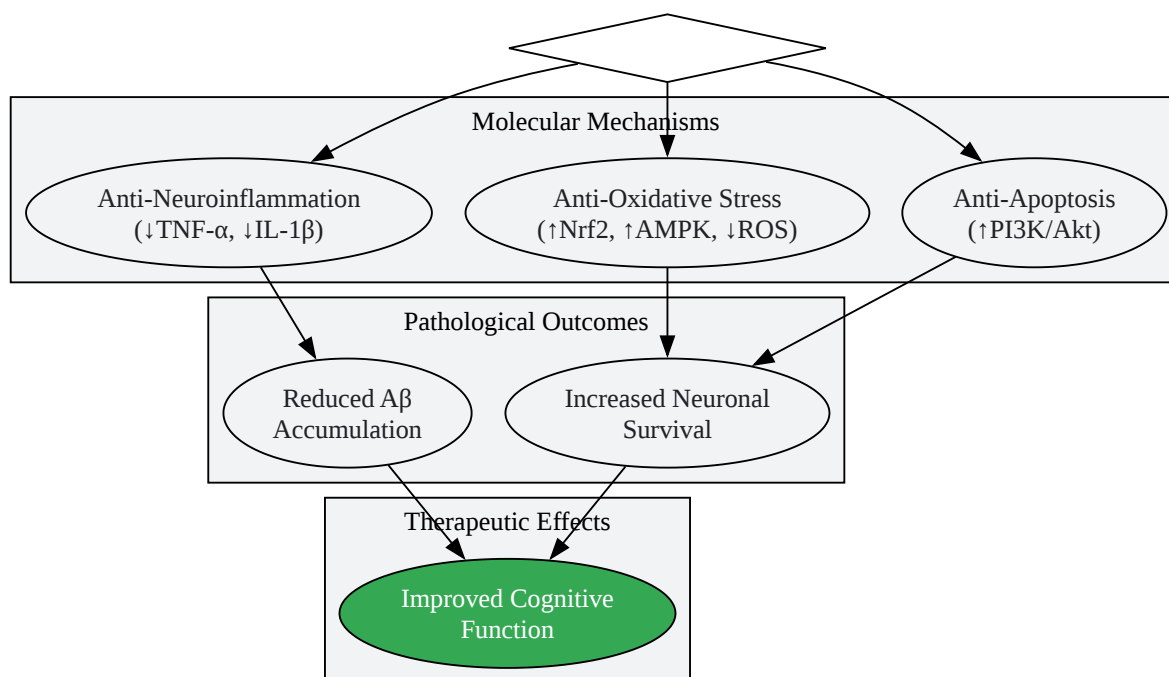 Molecular Mechanisms
Anti-Neuroinflammation
(↓TNF-α, ↓IL-1β)
Anti-Oxidative Stress
(↑Nrf2, ↑AMPK, ↓ROS)
Anti-Apoptosis
(↑PI3K/Akt)
Pathological Outcomes
Reduced Aβ
Accumulation
Increased Neuronal
Survival
Therapeutic Effects
Improved Cognitive
Function